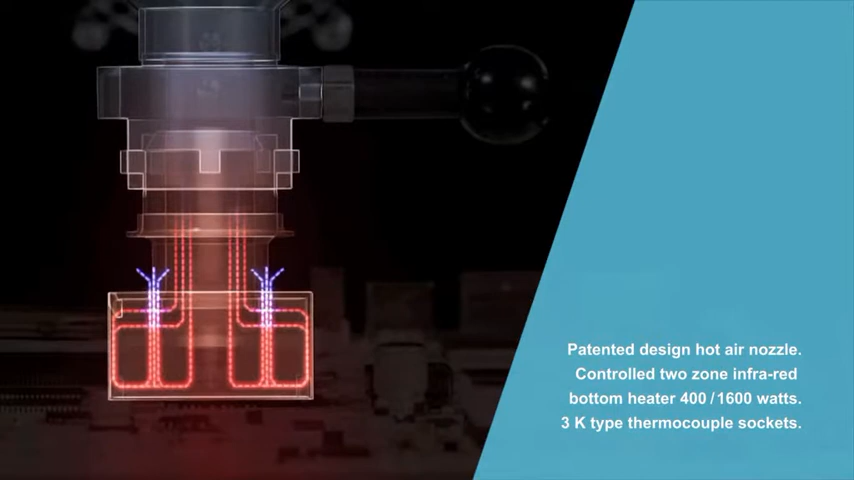 Patented design hot air nozzle.
Controlled two zone infra-red
bottom heater 400/1600 watts.
3 K type thermocouple sockets.